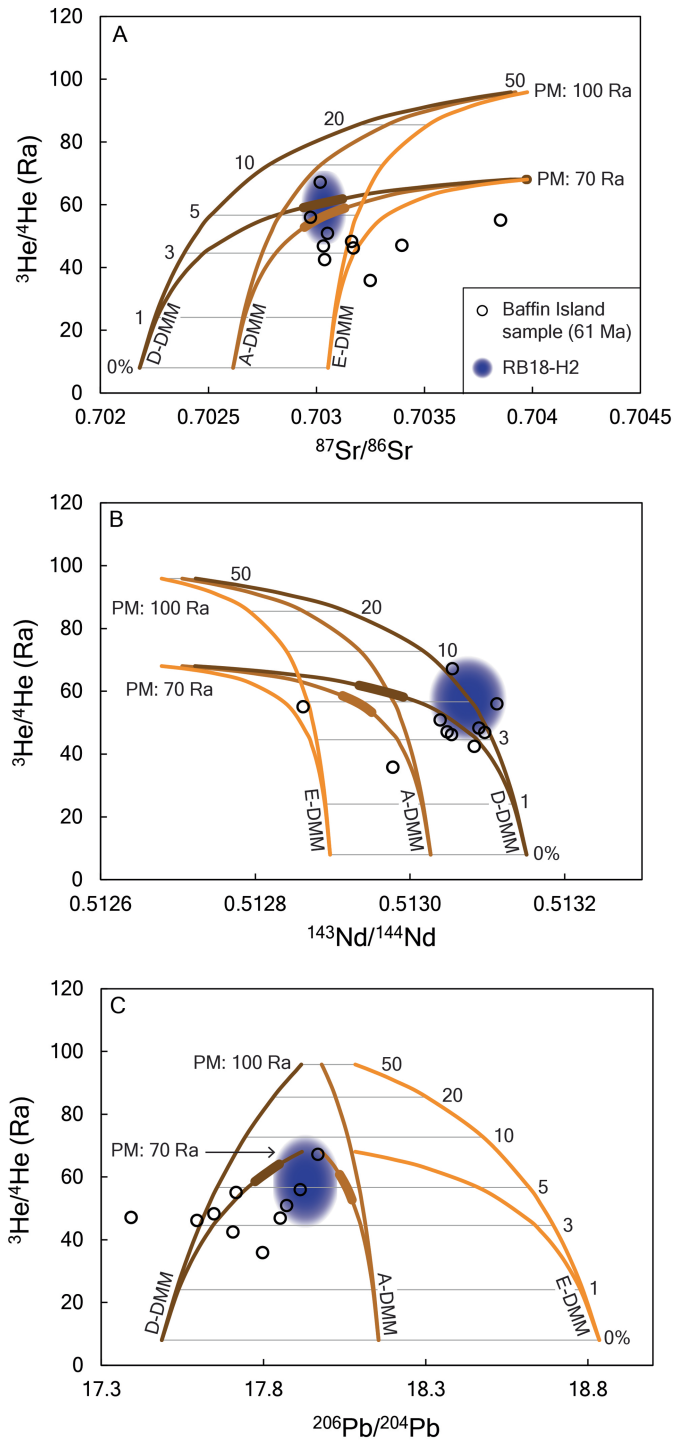 A
120
100
80
60
40
20
0
³He/⁴He (Ra)
50
PM: 100 Ra
20
10
PM: 70 Ra
5
3
1
0%
D-DMM
A-DMM
E-DMM
Baffin Island
sample (61 Ma)
RB18-H2
0.702
0.7025
0.703
0.7035
0.704
0.7045
⁸⁷Sr/⁸⁶Sr
B
120
100
80
60
40
20
0
³He/⁴He (Ra)
50
PM: 100 Ra
20
10
PM: 70 Ra
3
1
0%
E-DMM
A-DMM
D-DMM
0.5126
0.5128
0.5130
0.5132
¹⁴³Nd/¹⁴⁴Nd
C
120
100
80
60
40
20
0
³He/⁴He (Ra)
PM: 100 Ra
50
20
10
PM: 70 Ra
5
3
1
0%
D-DMM
A-DMM
E-DMM
17.3
17.8
18.3
18.8
²⁰⁶Pb/²⁰⁴Pb